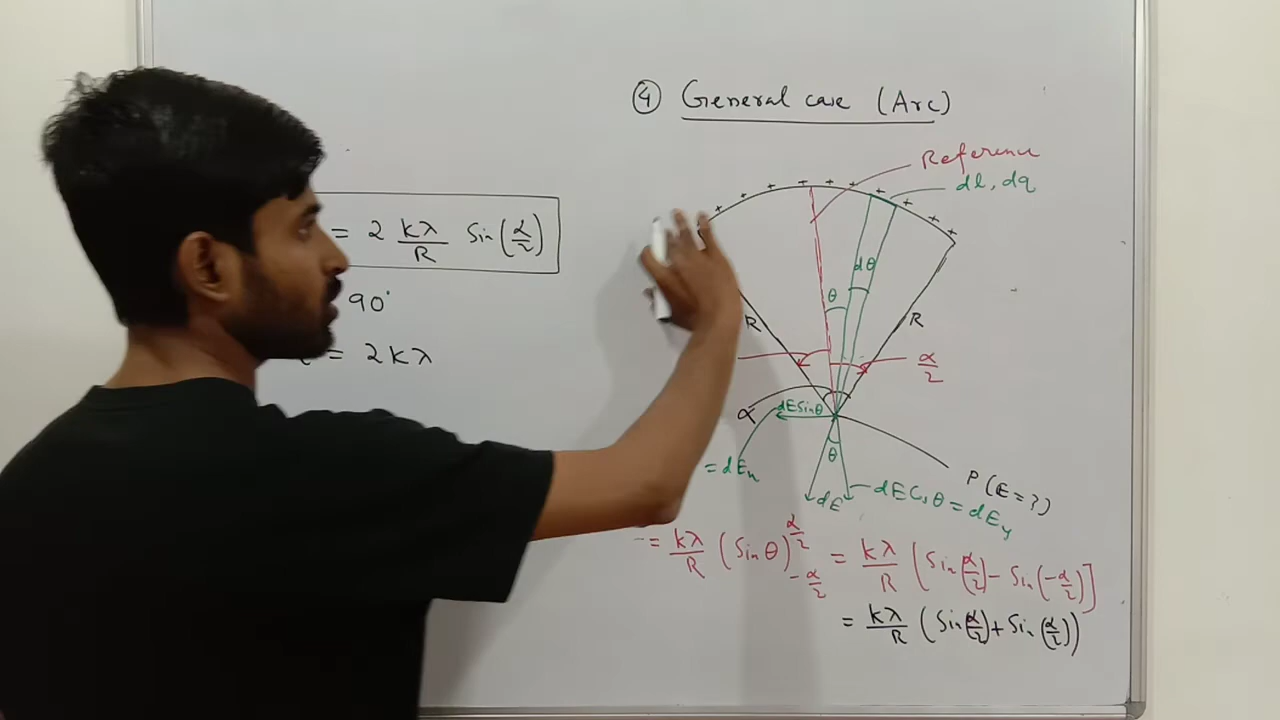 ④ General case (Arc)
Reference
dl, dq
= 2 kλ/R Sin(α/2)
dθ
90°
θ
R
R
= 2kλ
α/2
α
dE Sinθ
θ
= dEx
P (E = ?)
dE
dE Cosθ = dEy
= kλ/R (Sin θ)^{α/2}_{-α/2} = kλ/R (Sin(α/2) - Sin(-α/2)]
= kλ/R (Sin(α/2) + Sin(α/2))